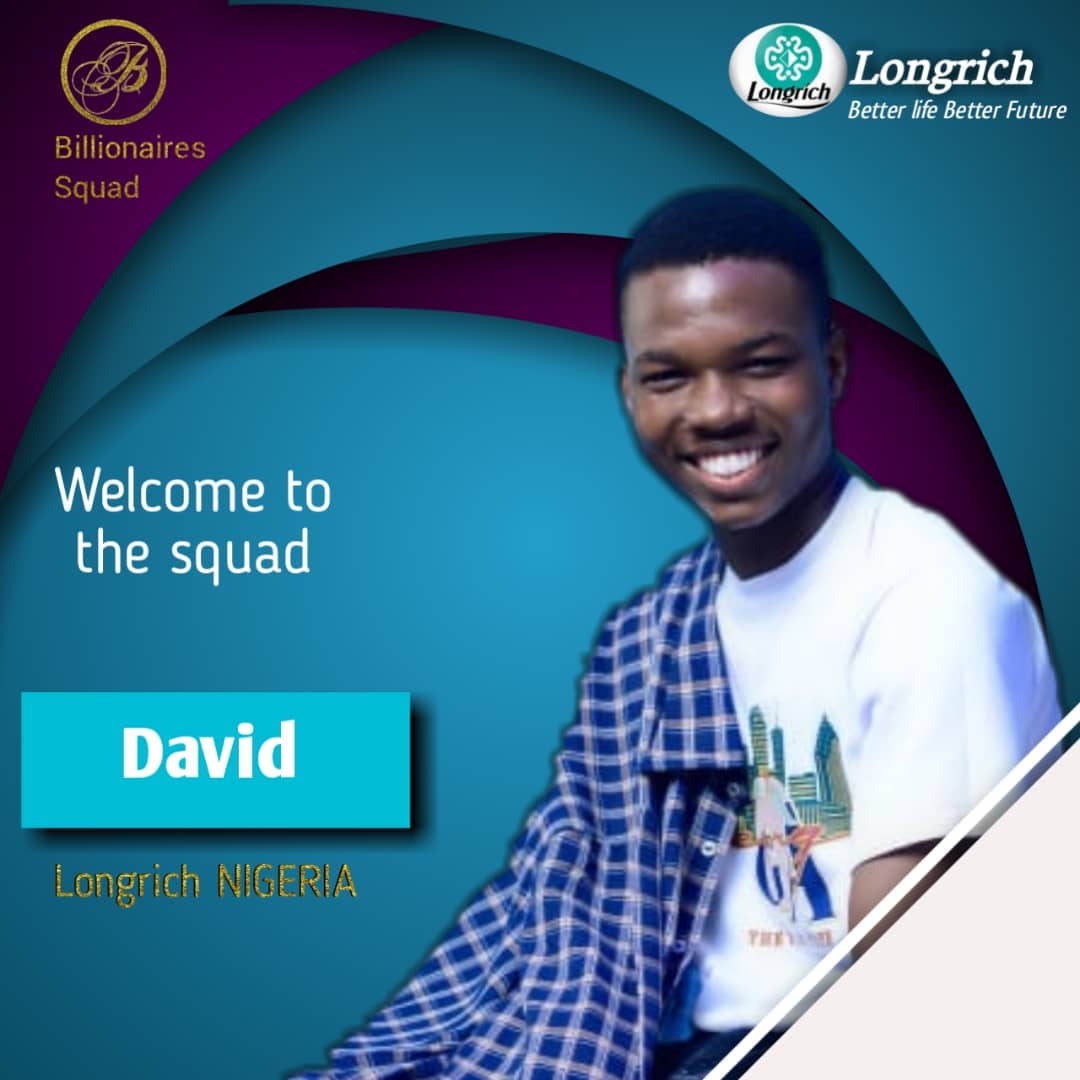 Billionaires
Squad
Longrich
Longrich
Better life Better Future
Welcome to
the squad
David
Longrich NIGERIA